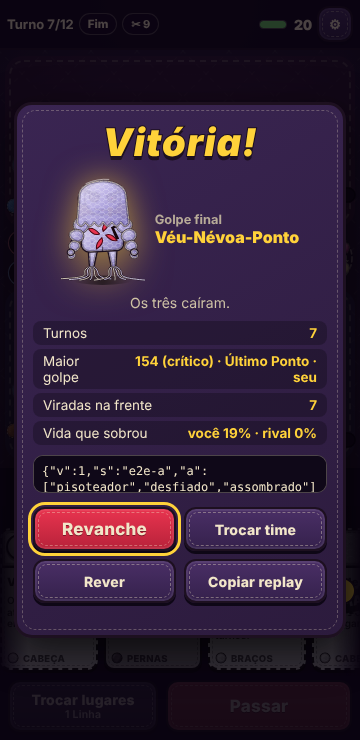 Turno 7/12
Fim
✂ 9
20
Vitória!
Golpe final
Véu-Névoa-Ponto
Os três caíram.
Turnos 7
Maior golpe 154 (crítico) · Último Ponto · seu
Viradas na frente 7
Vida que sobrou você 19% · rival 0%
{"v":1,"s":"e2e-a","a":
["pisoteador","desfiado","assombrado"]
Revanche
Trocar time
Rever
Copiar replay
CABEÇA
PERNAS
BRAÇOS
Trocar lugares
1 Linha
Passar